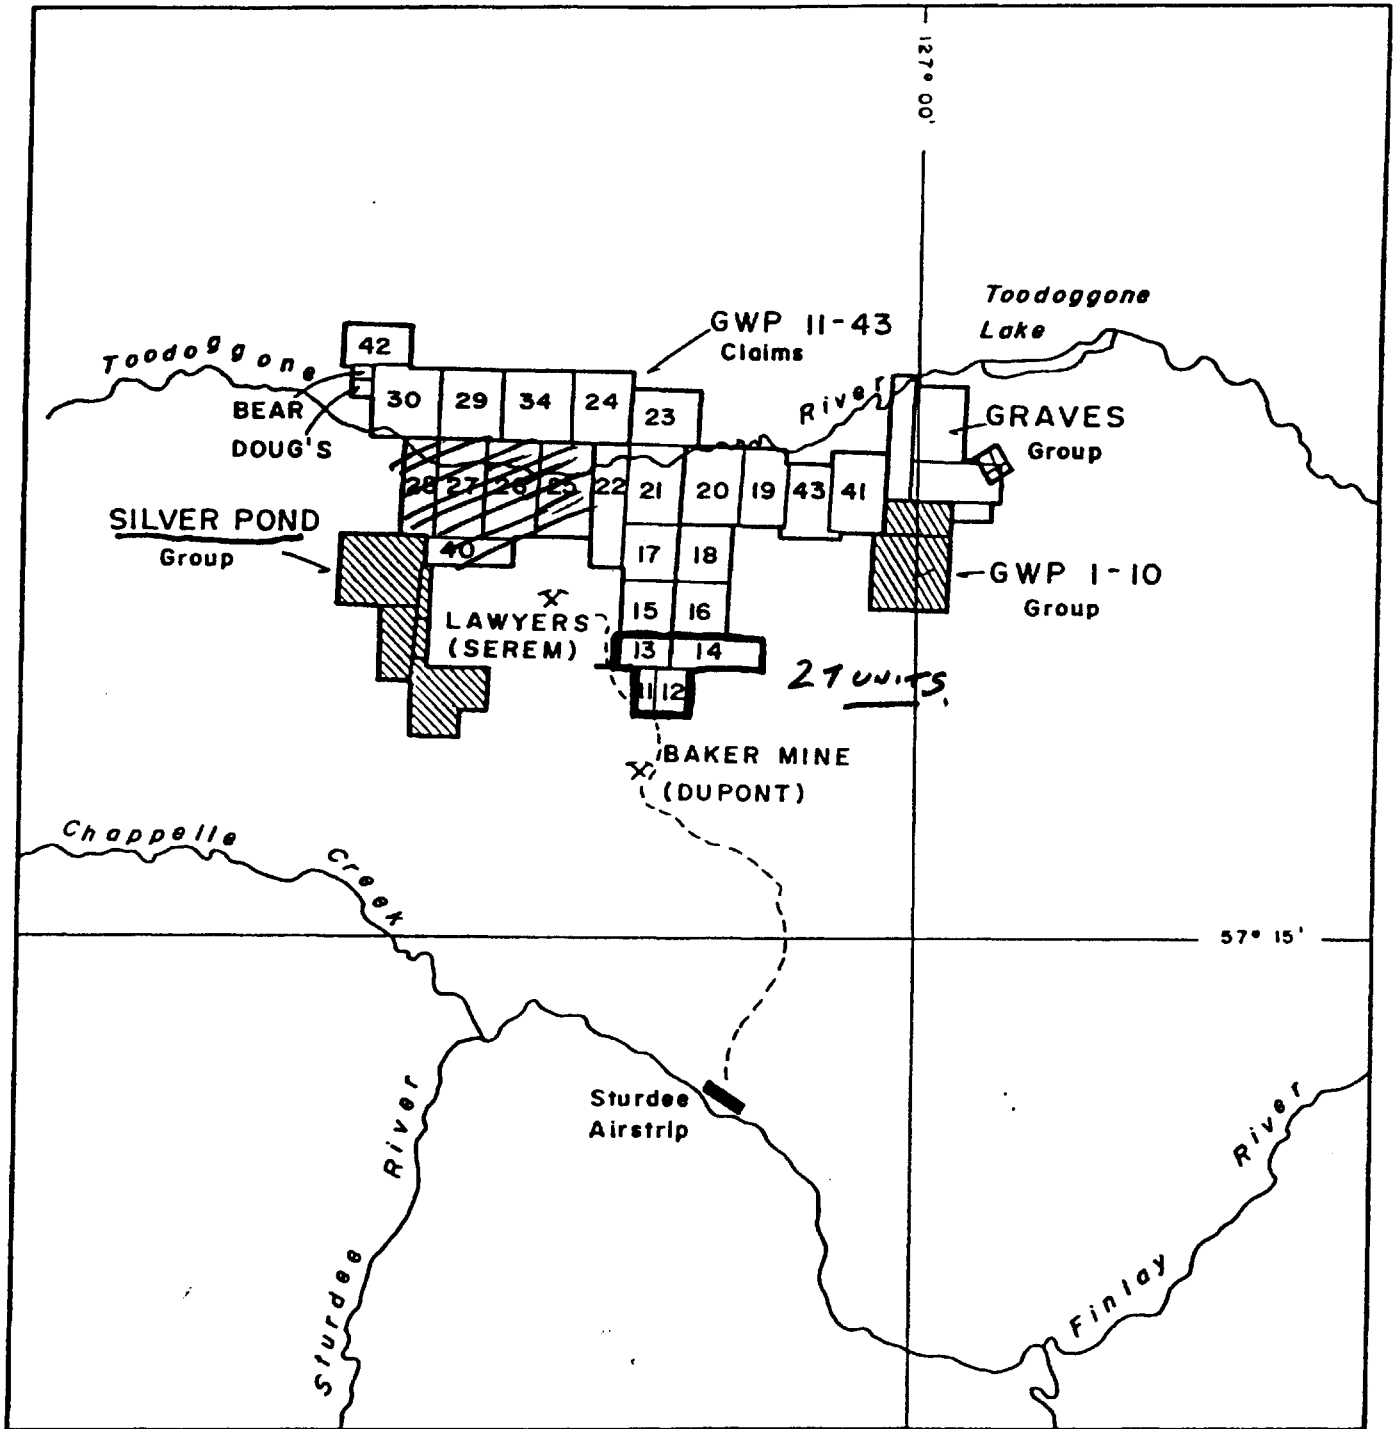 127° 00'
Toodoggone
Lake
GWP 11-43
Claims
42
Toodoggone
River
BEAR
DOUG'S
30
29
34
24
23
GRAVES
Group
28
27
26
25
22
21
20
19
43
41
SILVER POND
Group
40
17
18
GWP 1-10
Group
LAWYERS
(SEREM)
15
16
13
14
11
12
27 UNITS
BAKER MINE
(DUPONT)
Chappelle
Creek
57° 15'
Sturdee
Airstrip
Sturdee River
Finlay River